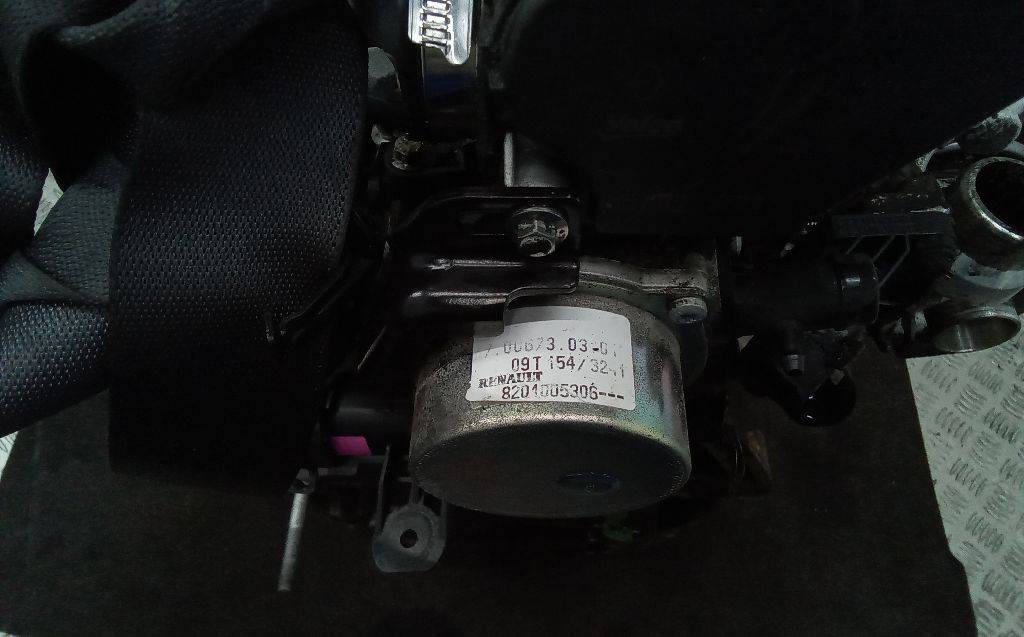 7.00673.03-01
09T 154/32-1
RENAULT
8201005306---